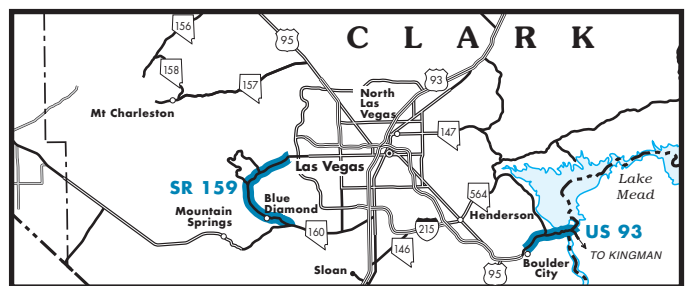 156
95
C L A R K
158
157
93
Mt Charleston
North
Las
Vegas
147
Las Vegas
SR 159
Lake
Mead
564
Blue
Diamond
Mountain
Springs
Henderson
160
215
US 93
146
TO KINGMAN
Sloan
95
Boulder
City